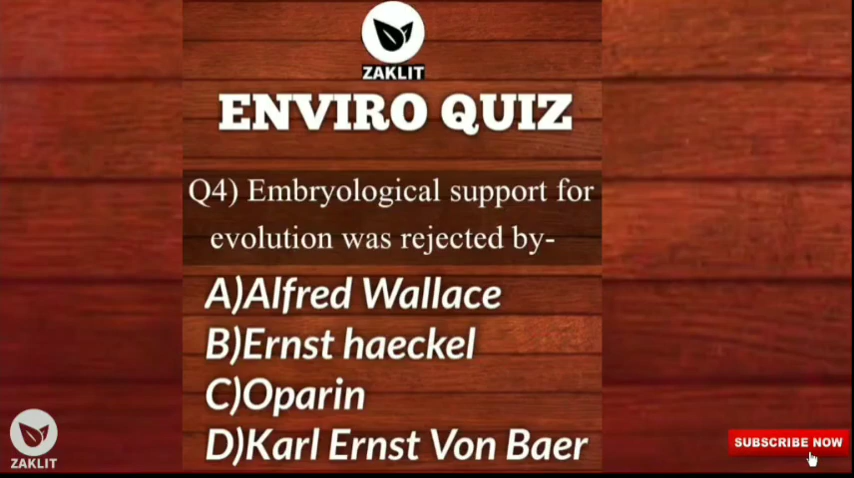 ZAKLIT
ENVIRO QUIZ
Q4) Embryological support for
evolution was rejected by-
A)Alfred Wallace
B)Ernst haeckel
C)Oparin
D)Karl Ernst Von Baer
ZAKLIT
SUBSCRIBE NOW